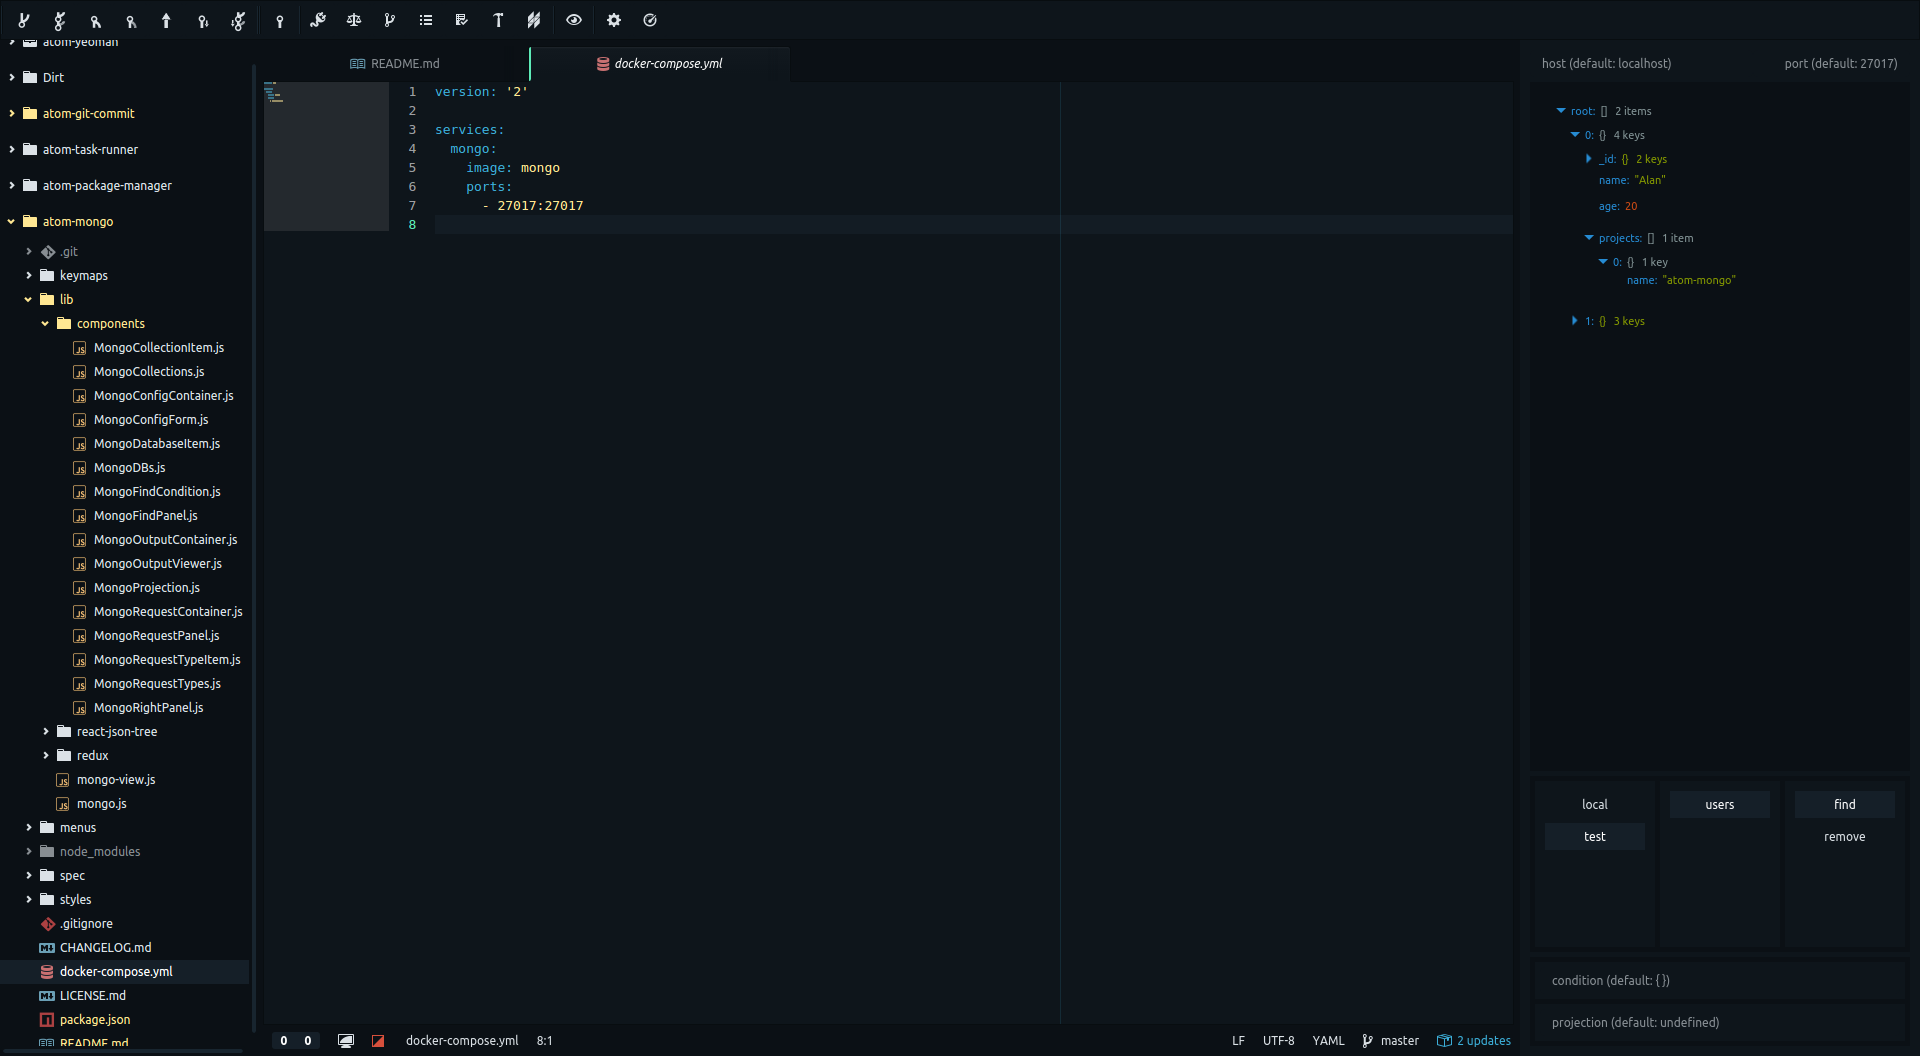 atom-yeoman
Dirt
atom-git-commit
atom-task-runner
atom-package-manager
atom-mongo
.git
keymaps
lib
components
MongoCollectionItem.js
MongoCollections.js
MongoConfigContainer.js
MongoConfigForm.js
MongoDatabaseItem.js
MongoDBs.js
MongoFindCondition.js
MongoFindPanel.js
MongoOutputContainer.js
MongoOutputViewer.js
MongoProjection.js
MongoRequestContainer.js
MongoRequestPanel.js
MongoRequestTypeItem.js
MongoRequestTypes.js
MongoRightPanel.js
react-json-tree
redux
mongo-view.js
mongo.js
menus
node_modules
spec
styles
.gitignore
CHANGELOG.md
docker-compose.yml
LICENSE.md
package.json
README.md
README.md
docker-compose.yml
1 version: '2'
2
3 services:
4 mongo:
5 image: mongo
6 ports:
7 - 27017:27017
8
0 0 docker-compose.yml 8:1
LF UTF-8 YAML master 2 updates
host (default: localhost) port (default: 27017)
root: [] 2 items
0: {} 4 keys
_id: {} 2 keys
name: "Alan"
age: 20
projects: [] 1 item
0: {} 1 key
name: "atom-mongo"
1: {} 3 keys
local users find
test remove
condition (default: { })
projection (default: undefined)